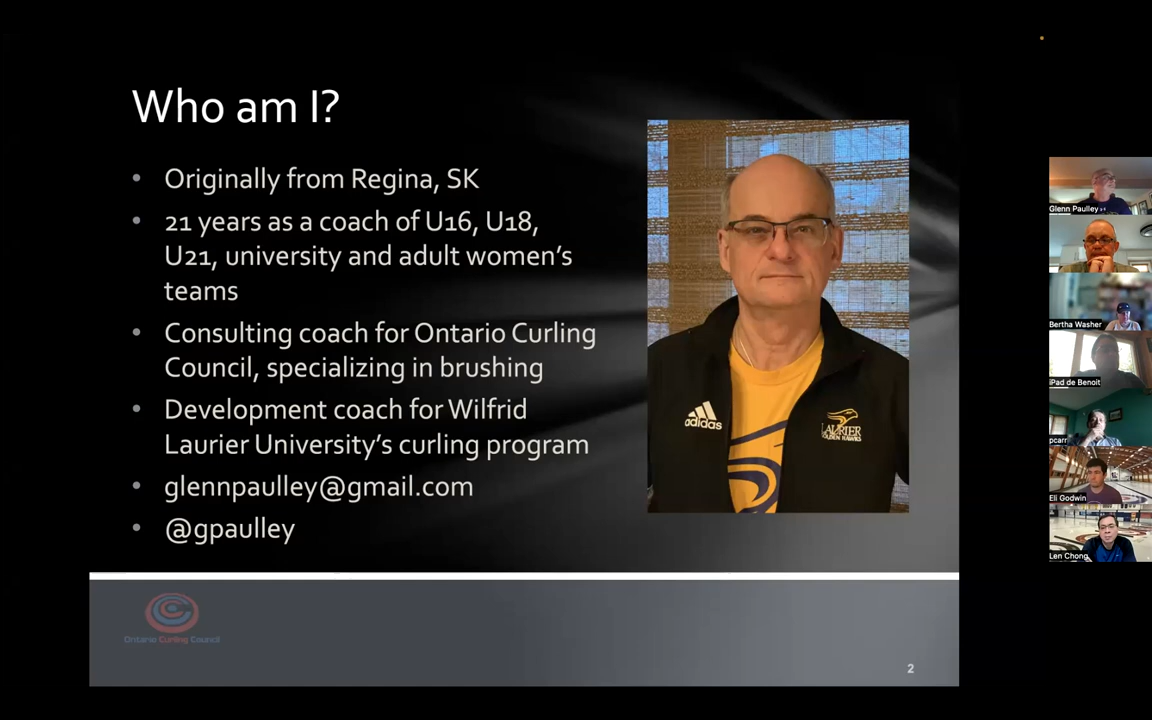 Who am I?
• Originally from Regina, SK
• 21 years as a coach of U16, U18,
U21, university and adult women's
teams
• Consulting coach for Ontario Curling
Council, specializing in brushing
• Development coach for Wilfrid
Laurier University's curling program
• glennpaulley@gmail.com
• @gpaulley
adidas
LAURIER
GOLDEN HAWKS
Ontario Curling Council
2
Glenn Paulley
Bertha Washer
iPad de Benoit
pcarr
Eli Godwin
Len Chong